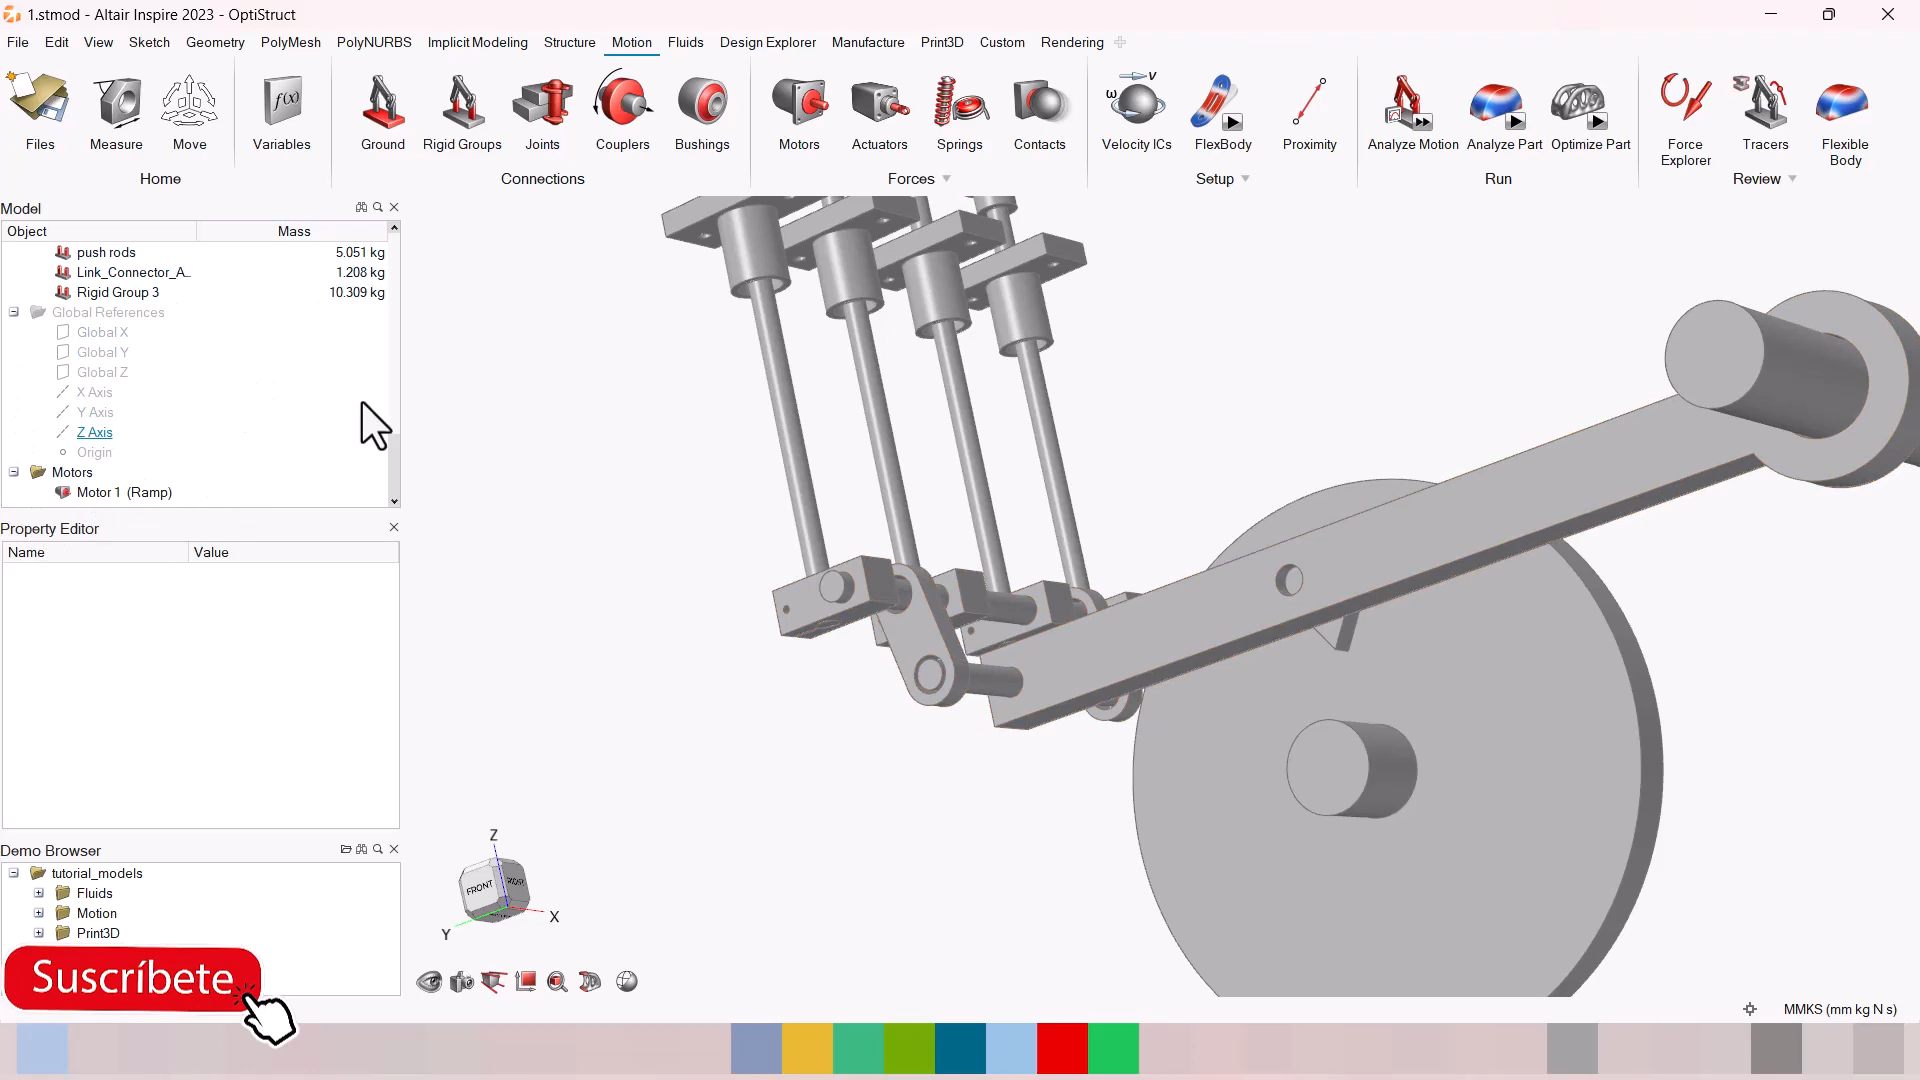 1.stmod - Altair Inspire 2023 - OptiStruct
File Edit View Sketch Geometry PolyMesh PolyNURBS Implicit Modeling Structure Motion Fluids Design Explorer Manufacture Print3D Custom Rendering
f(x)
V
ω
Files Measure Move Variables Ground Rigid Groups Joints Couplers Bushings Motors Actuators Springs Contacts Velocity ICs FlexBody Proximity Analyze Motion Analyze Part Optimize Part Force Explorer Tracers Flexible Body
Home Connections Forces Setup Run Review
Model
Object Mass
push rods 5.051 kg
Link_Connector_A... 1.208 kg
Rigid Group 3 10.309 kg
Global References
Global X
Global Y
Global Z
X Axis
Y Axis
Z Axis
Origin
Motors
Motor 1 (Ramp)
Property Editor
Name Value
Demo Browser
tutorial_models
Fluids
Motion
Print3D
Suscríbete
Z
FRONT RIGHT
X
Y
MMKS (mm kg N s)